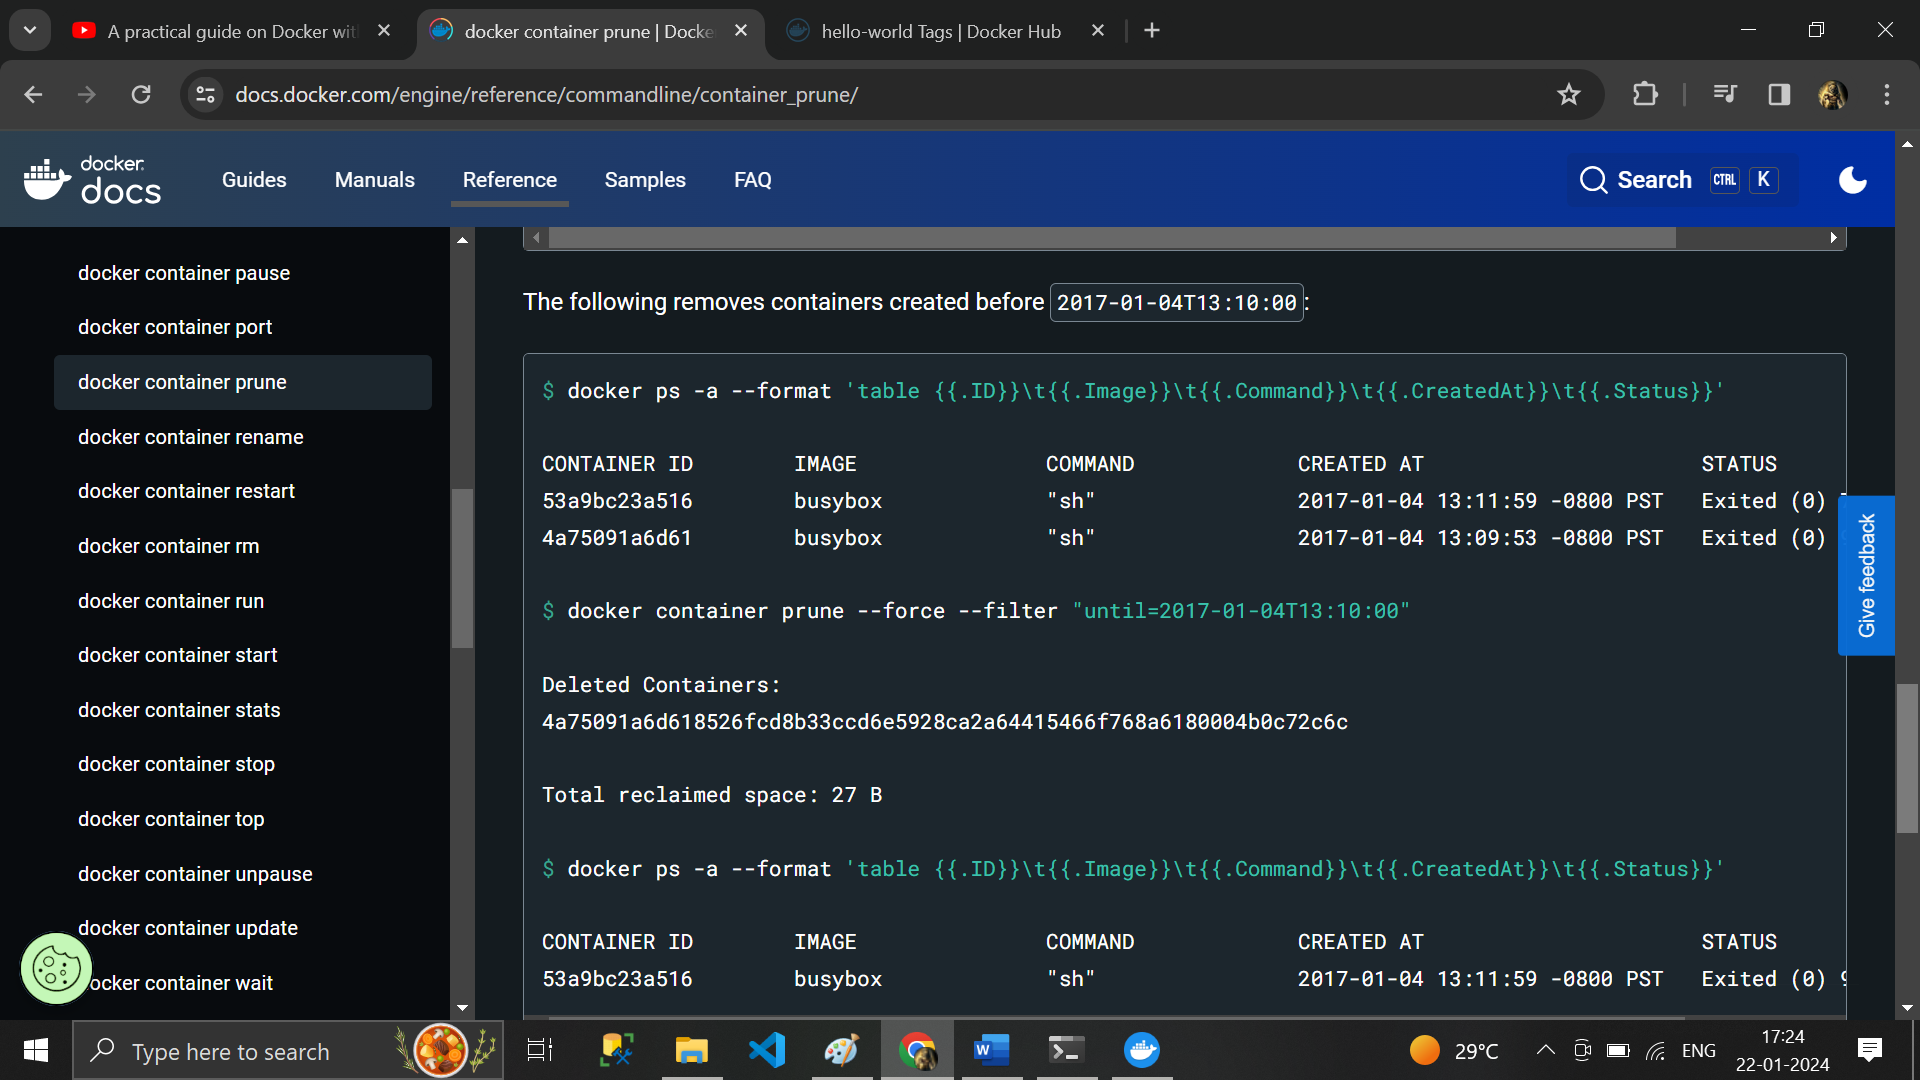 A practical guide on Docker wit
docker container prune | Docke
hello-world Tags | Docker Hub
docs.docker.com/engine/reference/commandline/container_prune/
docker docs
Guides
Manuals
Reference
Samples
FAQ
Search CTRL K
docker container pause
docker container port
docker container prune
docker container rename
docker container restart
docker container rm
docker container run
docker container start
docker container stats
docker container stop
docker container top
docker container unpause
docker container update
ocker container wait
The following removes containers created before 2017-01-04T13:10:00:
$ docker ps -a --format 'table {{.ID}}\t{{.Image}}\t{{.Command}}\t{{.CreatedAt}}\t{{.Status}}'
CONTAINER ID IMAGE COMMAND CREATED AT STATUS
53a9bc23a516 busybox "sh" 2017-01-04 13:11:59 -0800 PST Exited (0)
4a75091a6d61 busybox "sh" 2017-01-04 13:09:53 -0800 PST Exited (0)
$ docker container prune --force --filter "until=2017-01-04T13:10:00"
Deleted Containers:
4a75091a6d618526fcd8b33ccd6e5928ca2a64415466f768a6180004b0c72c6c
Total reclaimed space: 27 B
$ docker ps -a --format 'table {{.ID}}\t{{.Image}}\t{{.Command}}\t{{.CreatedAt}}\t{{.Status}}'
CONTAINER ID IMAGE COMMAND CREATED AT STATUS
53a9bc23a516 busybox "sh" 2017-01-04 13:11:59 -0800 PST Exited (0) 9
Give feedback
Type here to search
29°C
ENG
17:24
22-01-2024